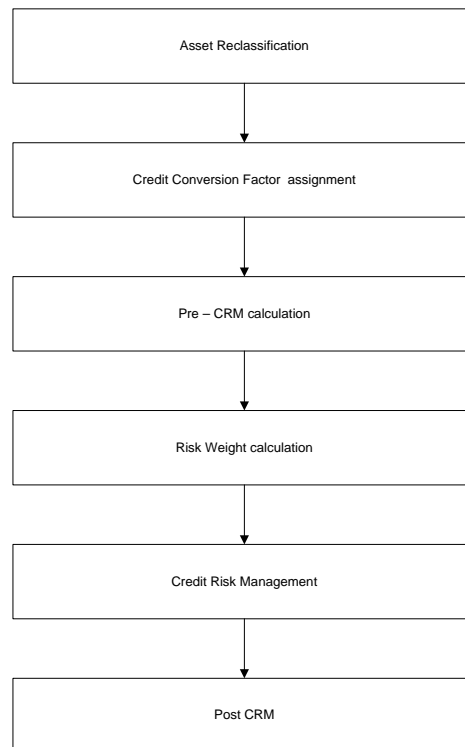 Asset Reclassification
Credit Conversion Factor assignment
Pre – CRM calculation
Risk Weight calculation
Credit Risk Management
Post CRM